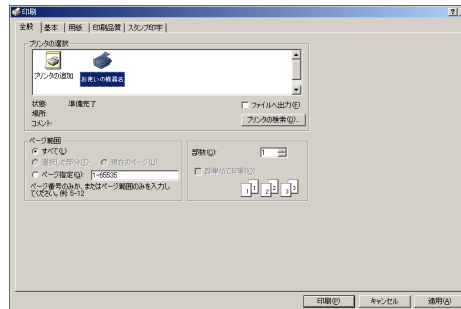 印刷
全般 基本 用紙 印刷品質 スタンプ印字
プリンタの選択
プリンタの追加 お使いの機器名
状態: 準備完了
場所:
コメント:
ファイルへ出力(F)
プリンタの検索(D)...
ページ範囲
すべて(L)
選択した部分(T) 現在のページ(U)
ページ指定(G): 1-65535
ページ番号のみか、またはページ範囲のみを入力し
てください。例: 5-12
部数(C): 1
部単位で印刷(O)
1 1 2 2 3 3
印刷(P) キャンセル 適用(A)